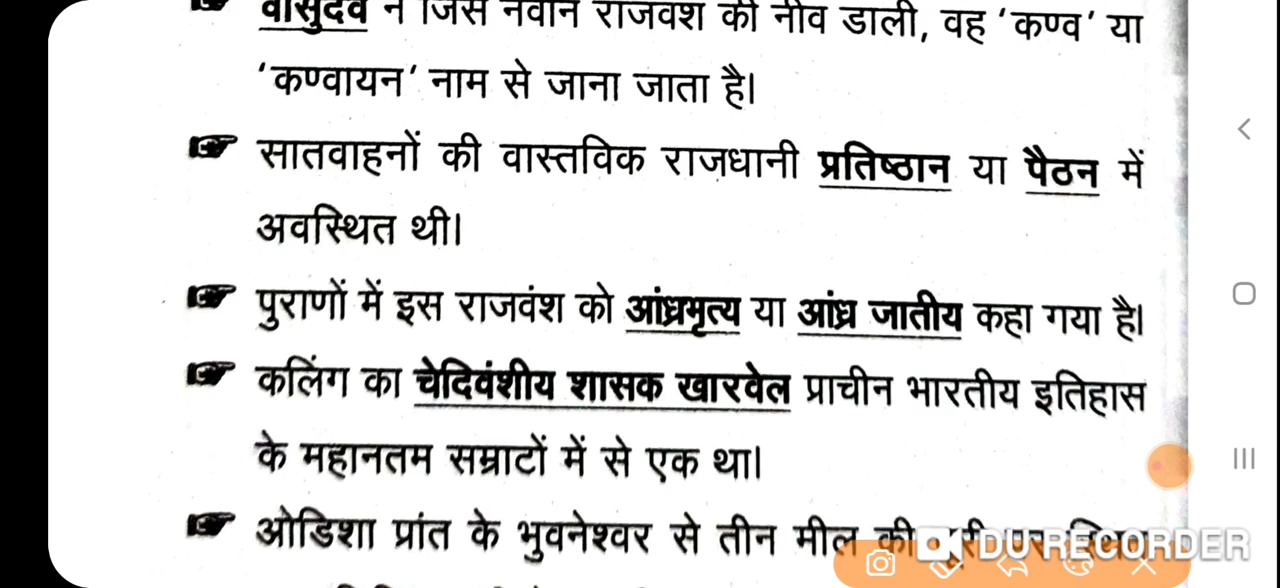 वासुदेव ने जिस नवीन राजवंश की नींव डाली, वह 'कण्व' या
'कण्वायन' नाम से जाना जाता है।
सातवाहनों की वास्तविक राजधानी प्रतिष्ठान या पैठन में
अवस्थित थी।
पुराणों में इस राजवंश को आंध्रमृत्य या आंध्र जातीय कहा गया है।
कलिंग का चेदिवंशीय शासक खारवेल प्राचीन भारतीय इतिहास
के महानतम सम्राटों में से एक था।
ओडिशा प्रांत के भुवनेश्वर से तीन मील की
DU RECORDER